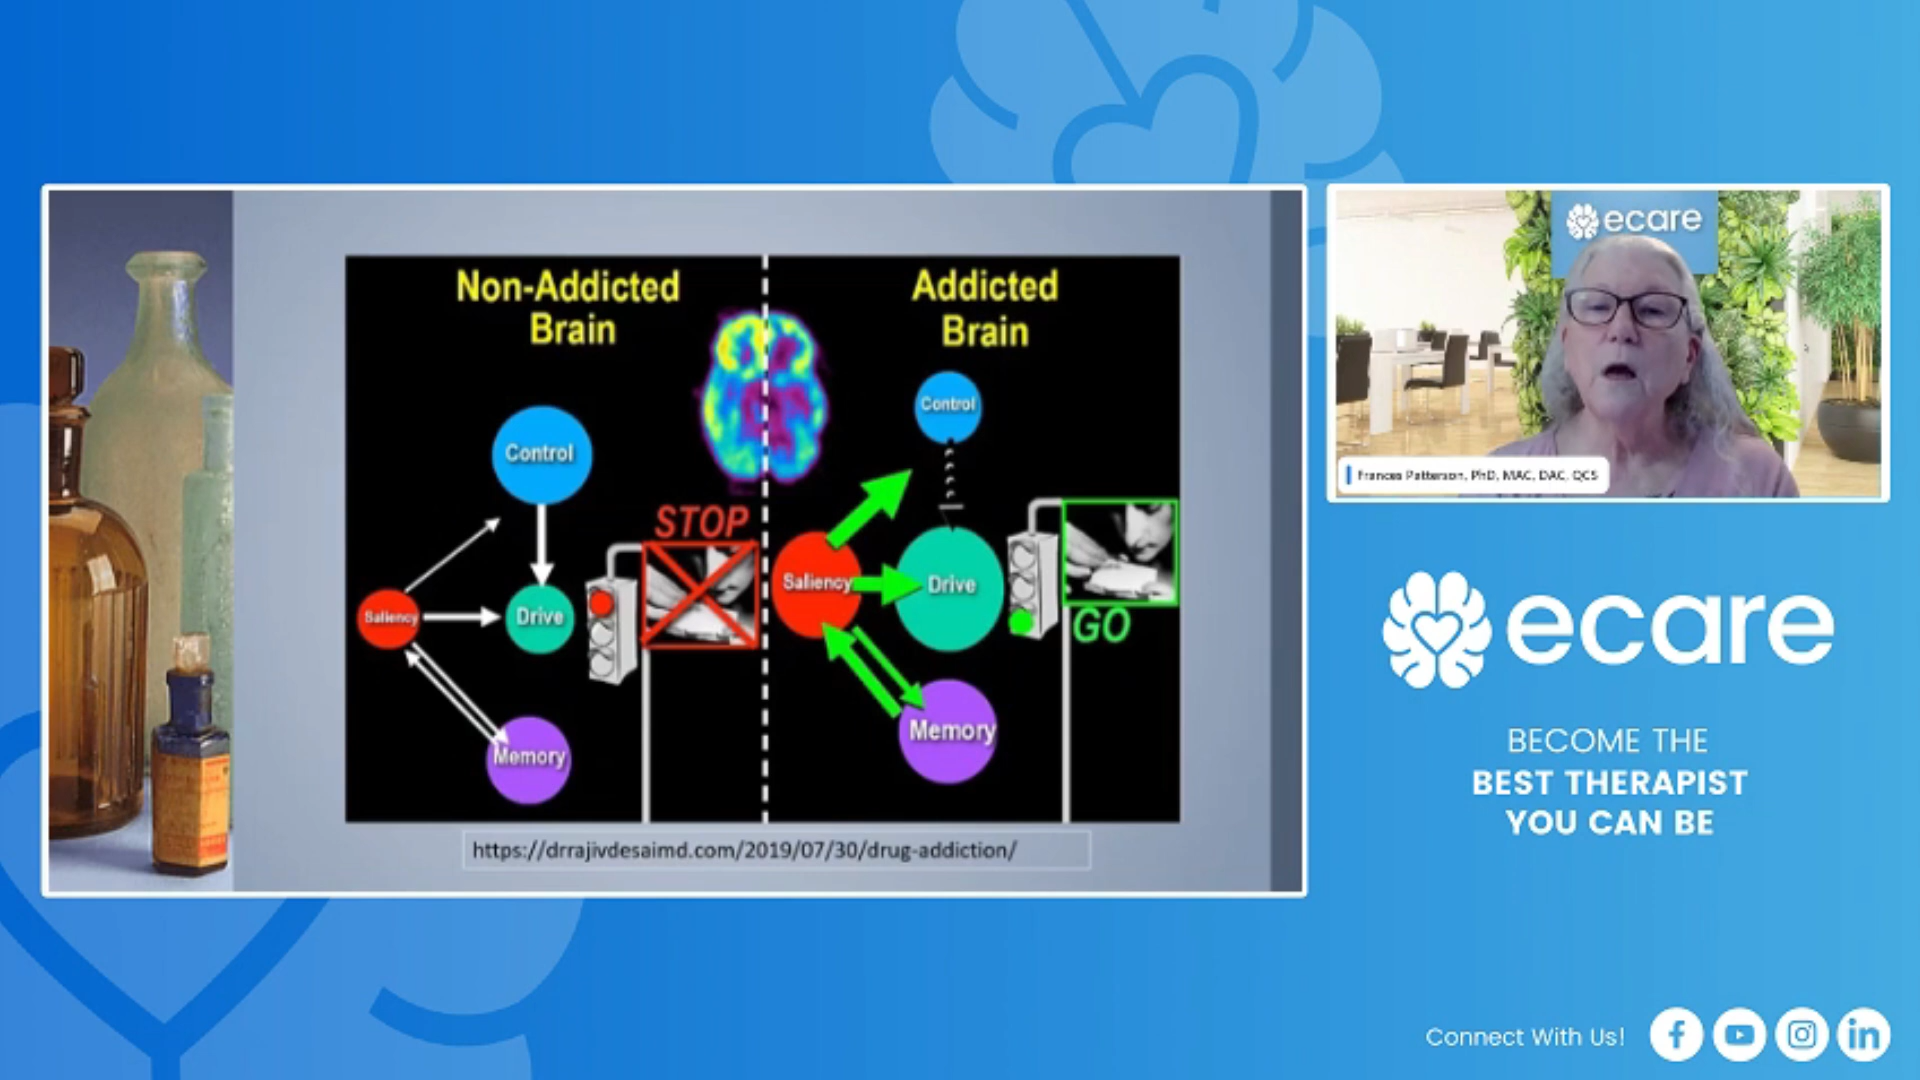 Non-Addicted
Brain
Addicted
Brain
Control
Saliency
Drive
Memory
STOP
Control
Saliency
Drive
Memory
GO
https://drrajivdesaimd.com/2019/07/30/drug-addiction/
ecare
Frances Patterson, PhD, MAC, DAC, QCS
ecare
BECOME THE
BEST THERAPIST
YOU CAN BE
Connect With Us!